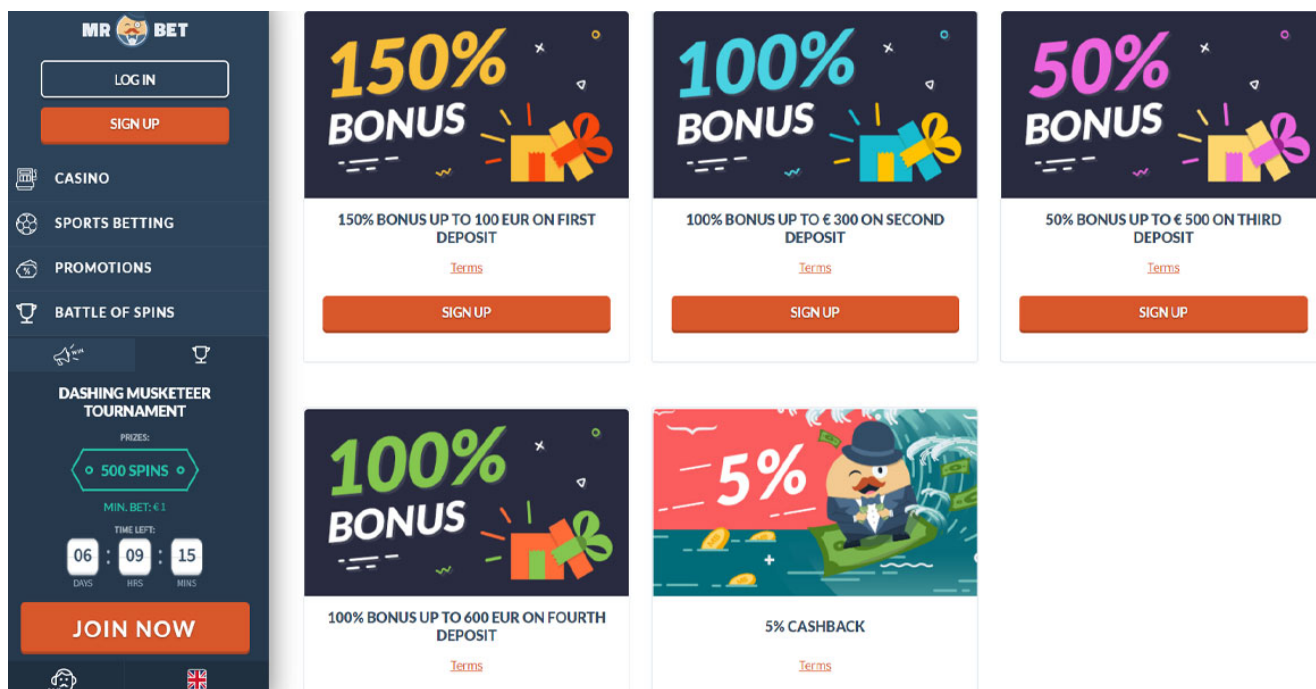 MR BET
LOG IN
SIGN UP
CASINO
SPORTS BETTING
PROMOTIONS
BATTLE OF SPINS
WIN
DASHING MUSKETEER
TOURNAMENT
PRIZES:
500 SPINS
MIN. BET: € 1
TIME LEFT:
06 : 09 : 15
DAYS HRS MINS
JOIN NOW
150%
BONUS
150% BONUS UP TO 100 EUR ON FIRST
DEPOSIT
Terms
SIGN UP
100%
BONUS
100% BONUS UP TO € 300 ON SECOND
DEPOSIT
Terms
SIGN UP
50%
BONUS
50% BONUS UP TO € 500 ON THIRD
DEPOSIT
Terms
SIGN UP
100%
BONUS
100% BONUS UP TO 600 EUR ON FOURTH
DEPOSIT
Terms
5%
5% CASHBACK
Terms